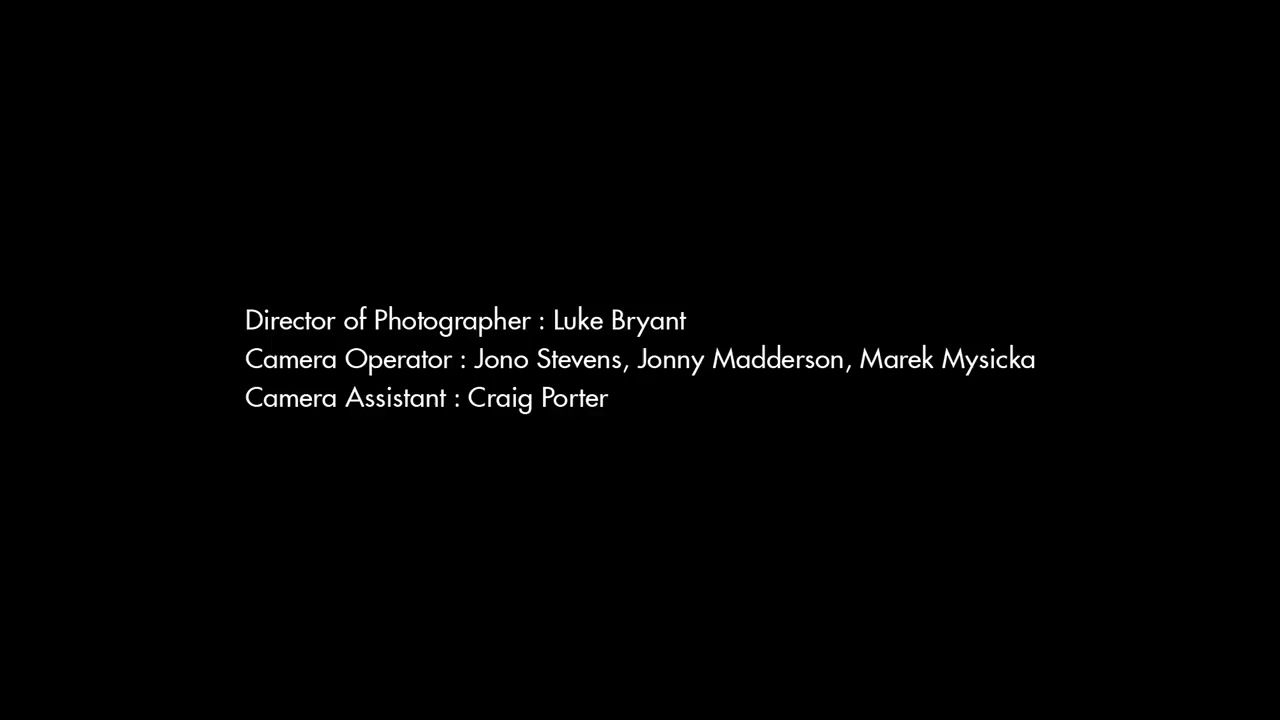 Director of Photographer : Luke Bryant
Camera Operator : Jono Stevens, Jonny Madderson, Marek Mysicka
Camera Assistant : Craig Porter